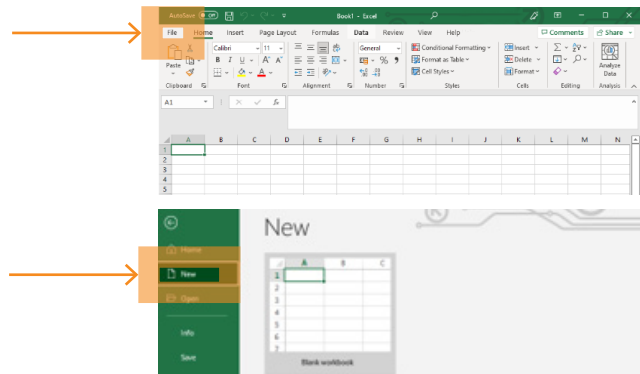 AutoSave Off Book1 - Excel
File Home Insert Page Layout Formulas Data Review View Help Comments Share
Paste Calibri 11 General Conditional Formatting Insert Analyze Data
B I U A A % 9 Format as Table Delete
A Cell Styles Format
Clipboard Font Alignment Number Styles Cells Editing Analysis
A1 fx
A B C D E F G H I J K L M N
1
2
3
4
5
New
Home
New
Open
Info
Save
A B C
1
2
3
4
5
6
7
Blank workbook